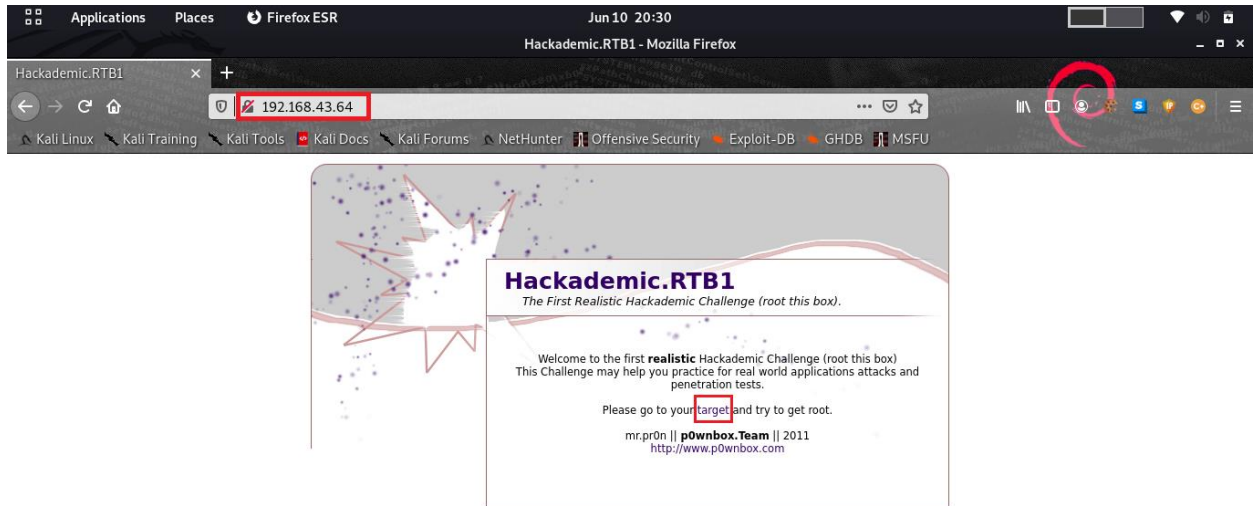 Applications Places Firefox ESR Jun 10 20:30
Hackademic.RTB1 - Mozilla Firefox
Hackademic.RTB1
192.168.43.64
Kali Linux Kali Training Kali Tools Kali Docs Kali Forums NetHunter Offensive Security Exploit-DB GHDB MSFU
Hackademic.RTB1
The First Realistic Hackademic Challenge (root this box).
Welcome to the first realistic Hackademic Challenge (root this box)
This Challenge may help you practice for real world applications attacks and
penetration tests.
Please go to your target and try to get root.
mr.pr0n || p0wnbox.Team || 2011
http://www.p0wnbox.com